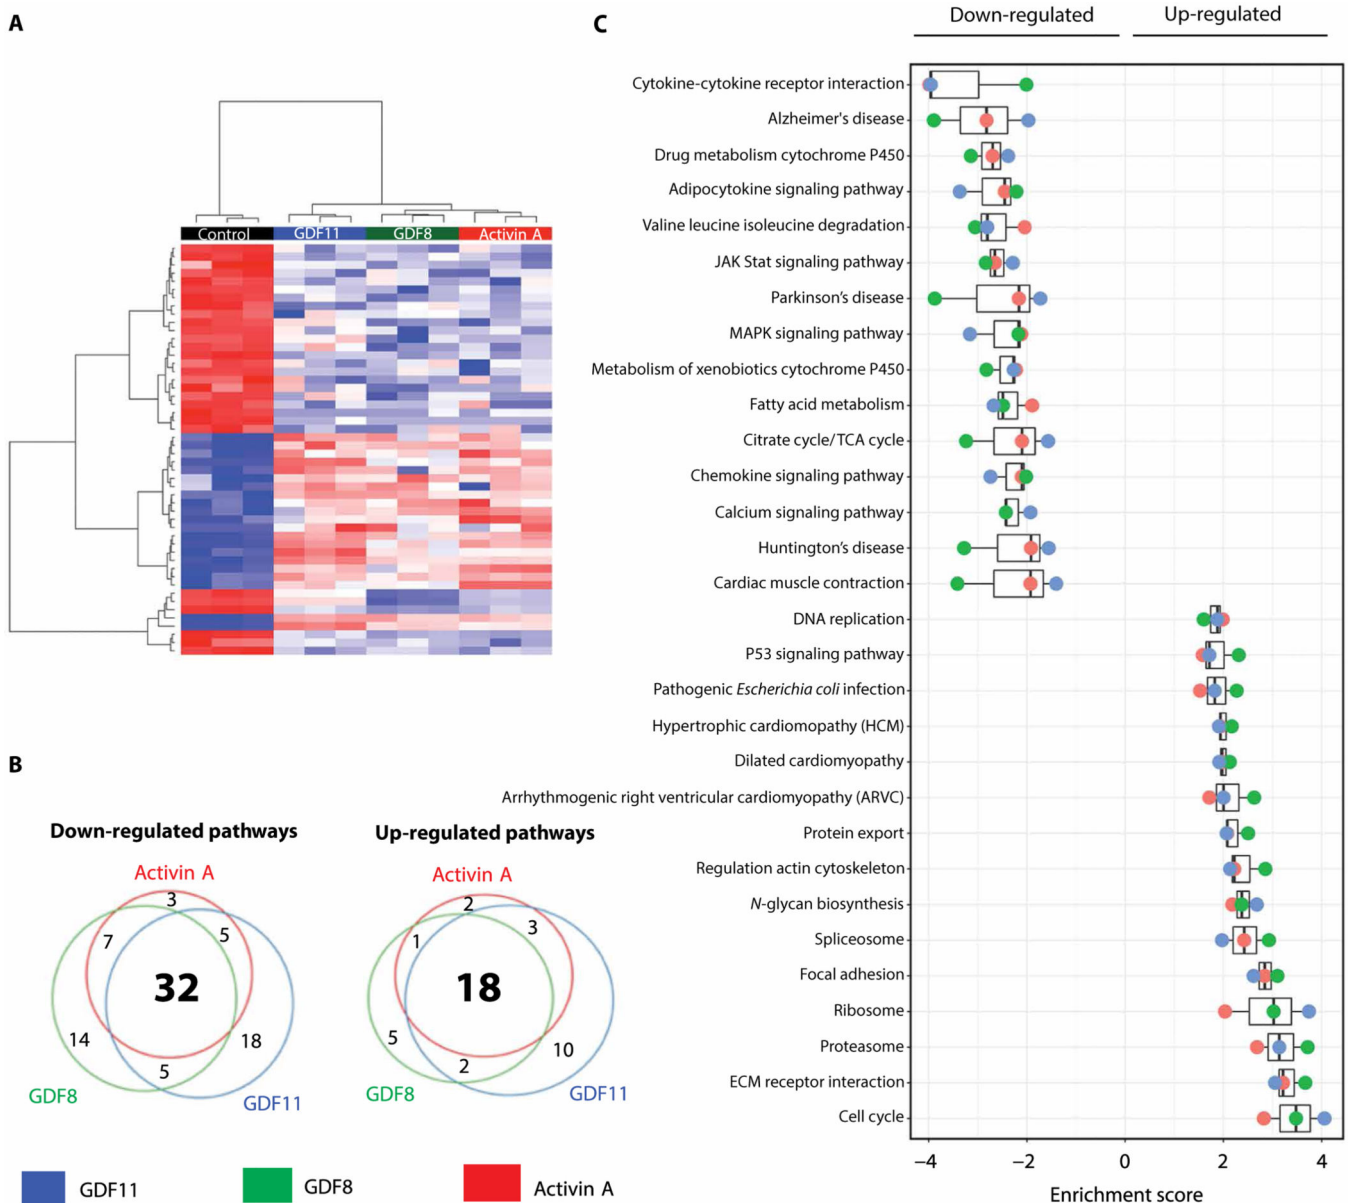 A
Control
GDF11
GDF8
Activin A
B
Down-regulated pathways
Activin A
3
7
5
32
14
18
5
GDF8
GDF11
Up-regulated pathways
Activin A
2
1
3
18
5
10
2
GDF8
GDF11
GDF11
GDF8
Activin A
C
Down-regulated
Up-regulated
Cytokine-cytokine receptor interaction
Alzheimer's disease
Drug metabolism cytochrome P450
Adipocytokine signaling pathway
Valine leucine isoleucine degradation
JAK Stat signaling pathway
Parkinson's disease
MAPK signaling pathway
Metabolism of xenobiotics cytochrome P450
Fatty acid metabolism
Citrate cycle/TCA cycle
Chemokine signaling pathway
Calcium signaling pathway
Huntington's disease
Cardiac muscle contraction
DNA replication
P53 signaling pathway
Pathogenic Escherichia coli infection
Hypertrophic cardiomopathy (HCM)
Dilated cardiomyopathy
Arrhythmogenic right ventricular cardiomyopathy (ARVC)
Protein export
Regulation actin cytoskeleton
N-glycan biosynthesis
Spliceosome
Focal adhesion
Ribosome
Proteasome
ECM receptor interaction
Cell cycle
−4 −2 0 2 4
Enrichment score